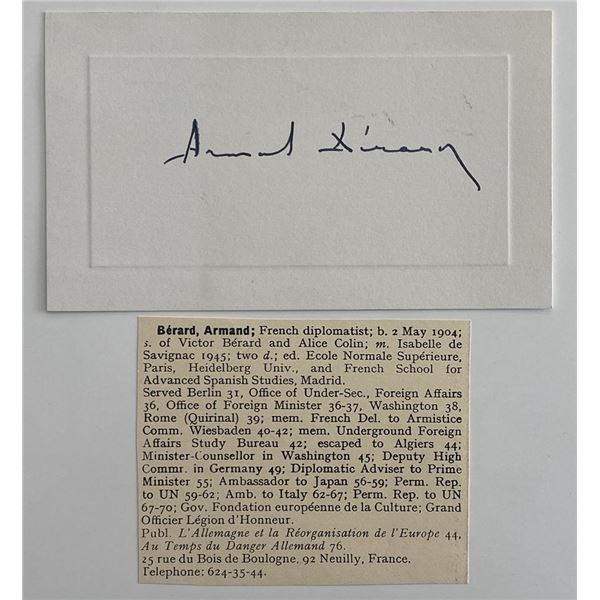 Armand Bérard
Bérard, Armand; French diplomatist; b. 2 May 1904;
s. of Victor Bérard and Alice Colin; m. Isabelle de
Savignac 1945; two d.; ed. Ecole Normale Supérieure,
Paris, Heidelberg Univ., and French School for
Advanced Spanish Studies, Madrid.
Served Berlin 31, Office of Under-Sec., Foreign Affairs
36, Office of Foreign Minister 36-37, Washington 38,
Rome (Quirinal) 39; mem. French Del. to Armistice
Comm. Wiesbaden 40-42; mem. Underground Foreign
Affairs Study Bureau 42; escaped to Algiers 44;
Minister-Counsellor in Washington 45; Deputy High
Commr. in Germany 49; Diplomatic Adviser to Prime
Minister 55; Ambassador to Japan 56-59; Perm. Rep.
to UN 59-62; Amb. to Italy 62-67; Perm. Rep. to UN
67-70; Gov. Fondation européenne de la Culture; Grand
Officier Légion d'Honneur.
Publ. L'Allemagne et la Réorganisation de l'Europe 44,
Au Temps du Danger Allemand 76.
25 rue du Bois de Boulogne, 92 Neuilly, France.
Telephone: 624-35-44.